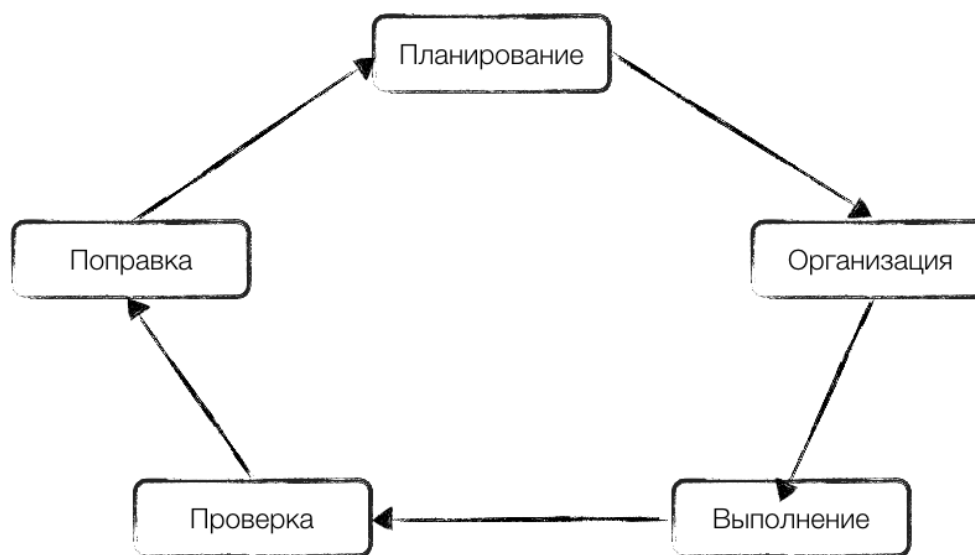 Планирование
Организация
Выполнение
Проверка
Поправка